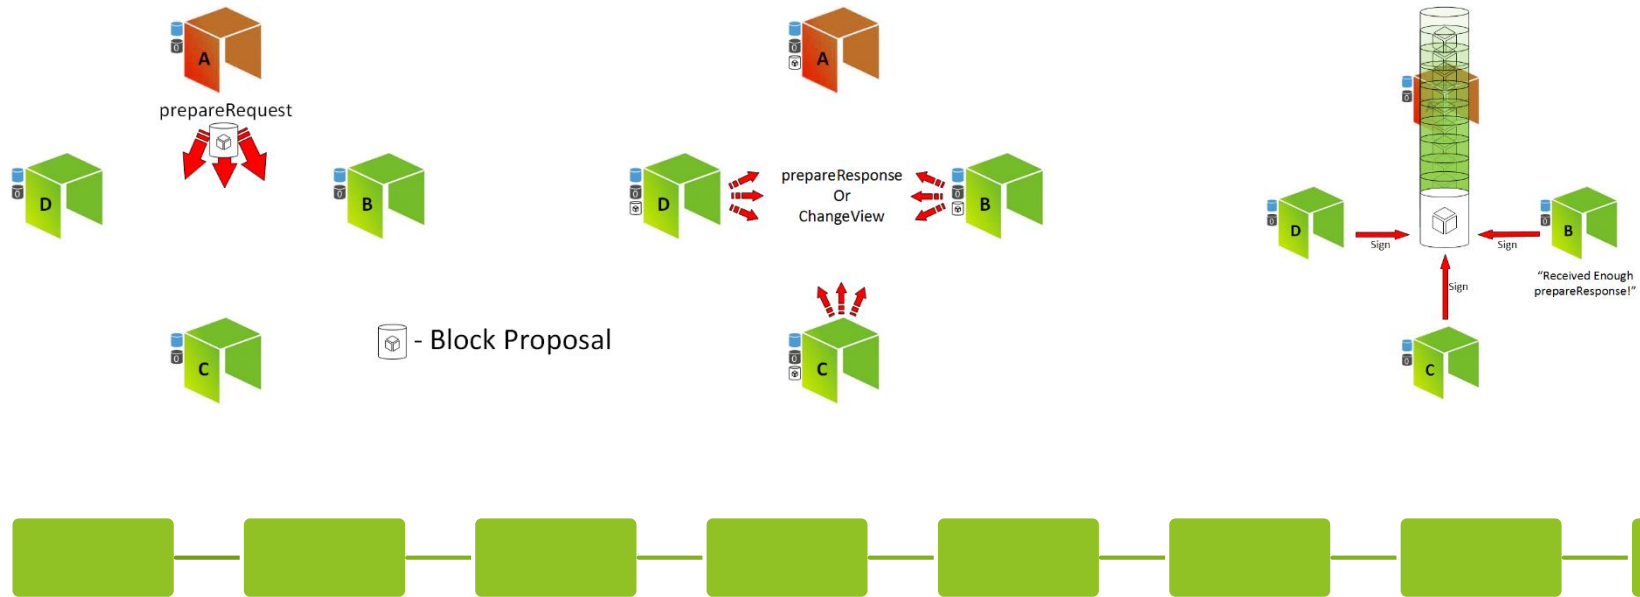 A
prepareRequest
D
B
C
- Block Proposal
A
D
prepareResponse
Or
ChangeView
B
C
D
Sign
Sign
B
"Received Enough
prepareResponse!"
Sign
C